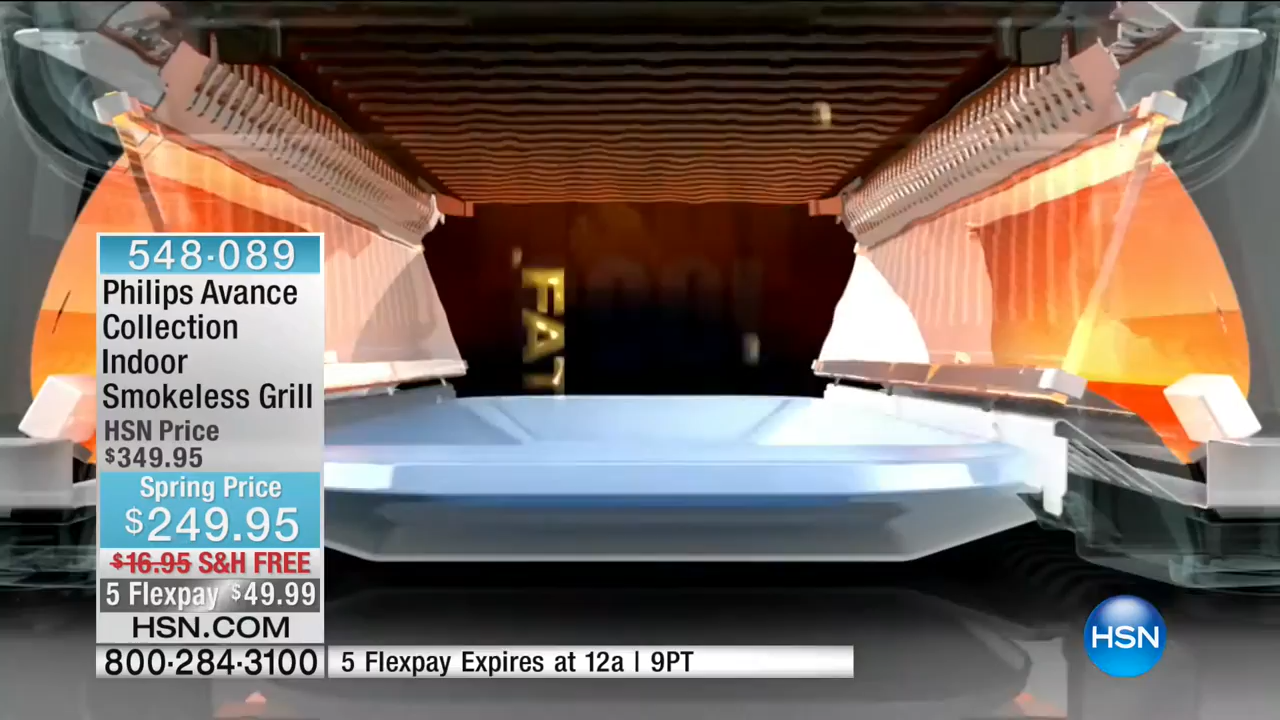 FAT
548·089
Philips Avance
Collection
Indoor
Smokeless Grill
HSN Price
$349.95
Spring Price
$249.95
$16.95 S&H FREE
5 Flexpay $49.99
HSN.COM
800·284·3100
5 Flexpay Expires at 12a | 9PT
HSN